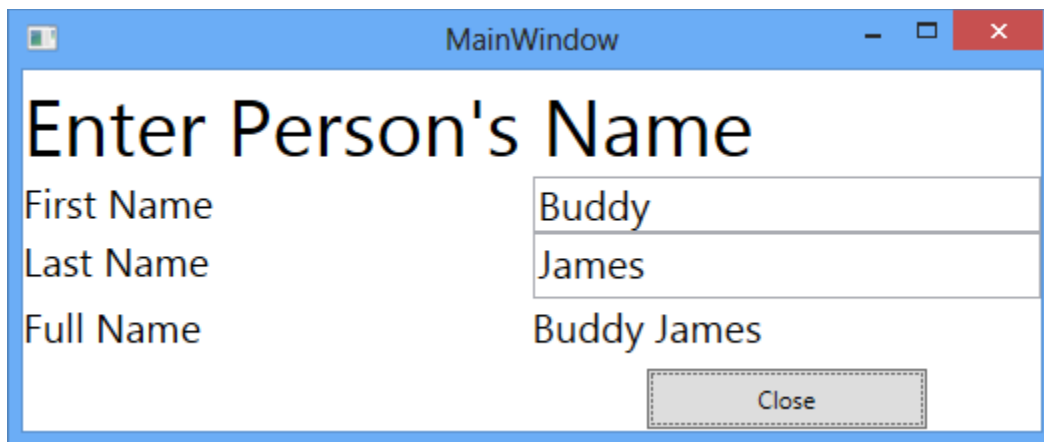 MainWindow
Enter Person's Name
First Name Buddy
Last Name James
Full Name Buddy James
Close